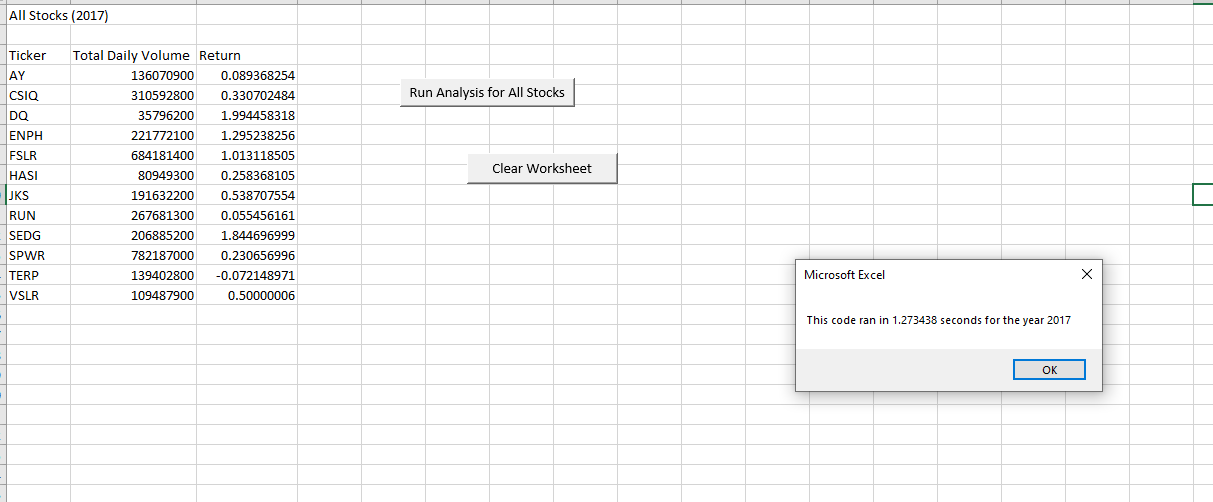 All Stocks (2017)
Ticker Total Daily Volume Return
AY 136070900 0.089368254
CSIQ 310592800 0.330702484
DQ 35796200 1.994458318
ENPH 221772100 1.295238256
FSLR 684181400 1.013118505
HASI 80949300 0.258368105
JKS 191632200 0.538707554
RUN 267681300 0.055456161
SEDG 206885200 1.844696999
SPWR 782187000 0.230656996
TERP 139402800 -0.072148971
VSLR 109487900 0.50000006
Run Analysis for All Stocks
Clear Worksheet
Microsoft Excel
This code ran in 1.273438 seconds for the year 2017
OK